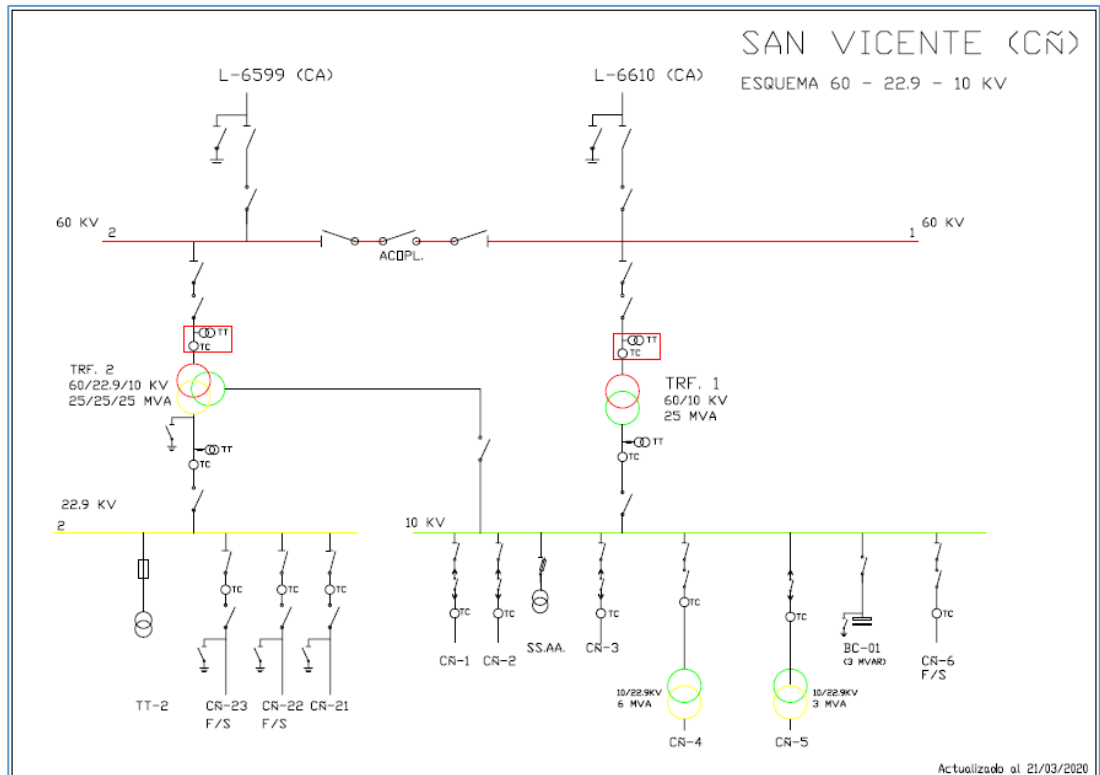 SAN VICENTE (CÑ)
ESQUEMA 60 - 22.9 - 10 KV
L-6599 (CA)
L-6610 (CA)
60 KV
2
ACOPL.
1
60 KV
TT
TC
TT
TC
TRF. 2
60/22.9/10 KV
25/25/25 MVA
TRF. 1
60/10 KV
25 MVA
TT
TC
TT
TC
22.9 KV
2
10 KV
TC
TC
TC
TC
TC
TC
TC
TC
TC
TT-2
CÑ-23
F/S
CÑ-22
F/S
CÑ-21
CÑ-1
CÑ-2
SS.AA.
CÑ-3
10/22.9KV
6 MVA
CÑ-4
10/22.9KV
3 MVA
CÑ-5
BC-01
(3 MVAR)
CÑ-6
F/S
Actualizado al 21/03/2020